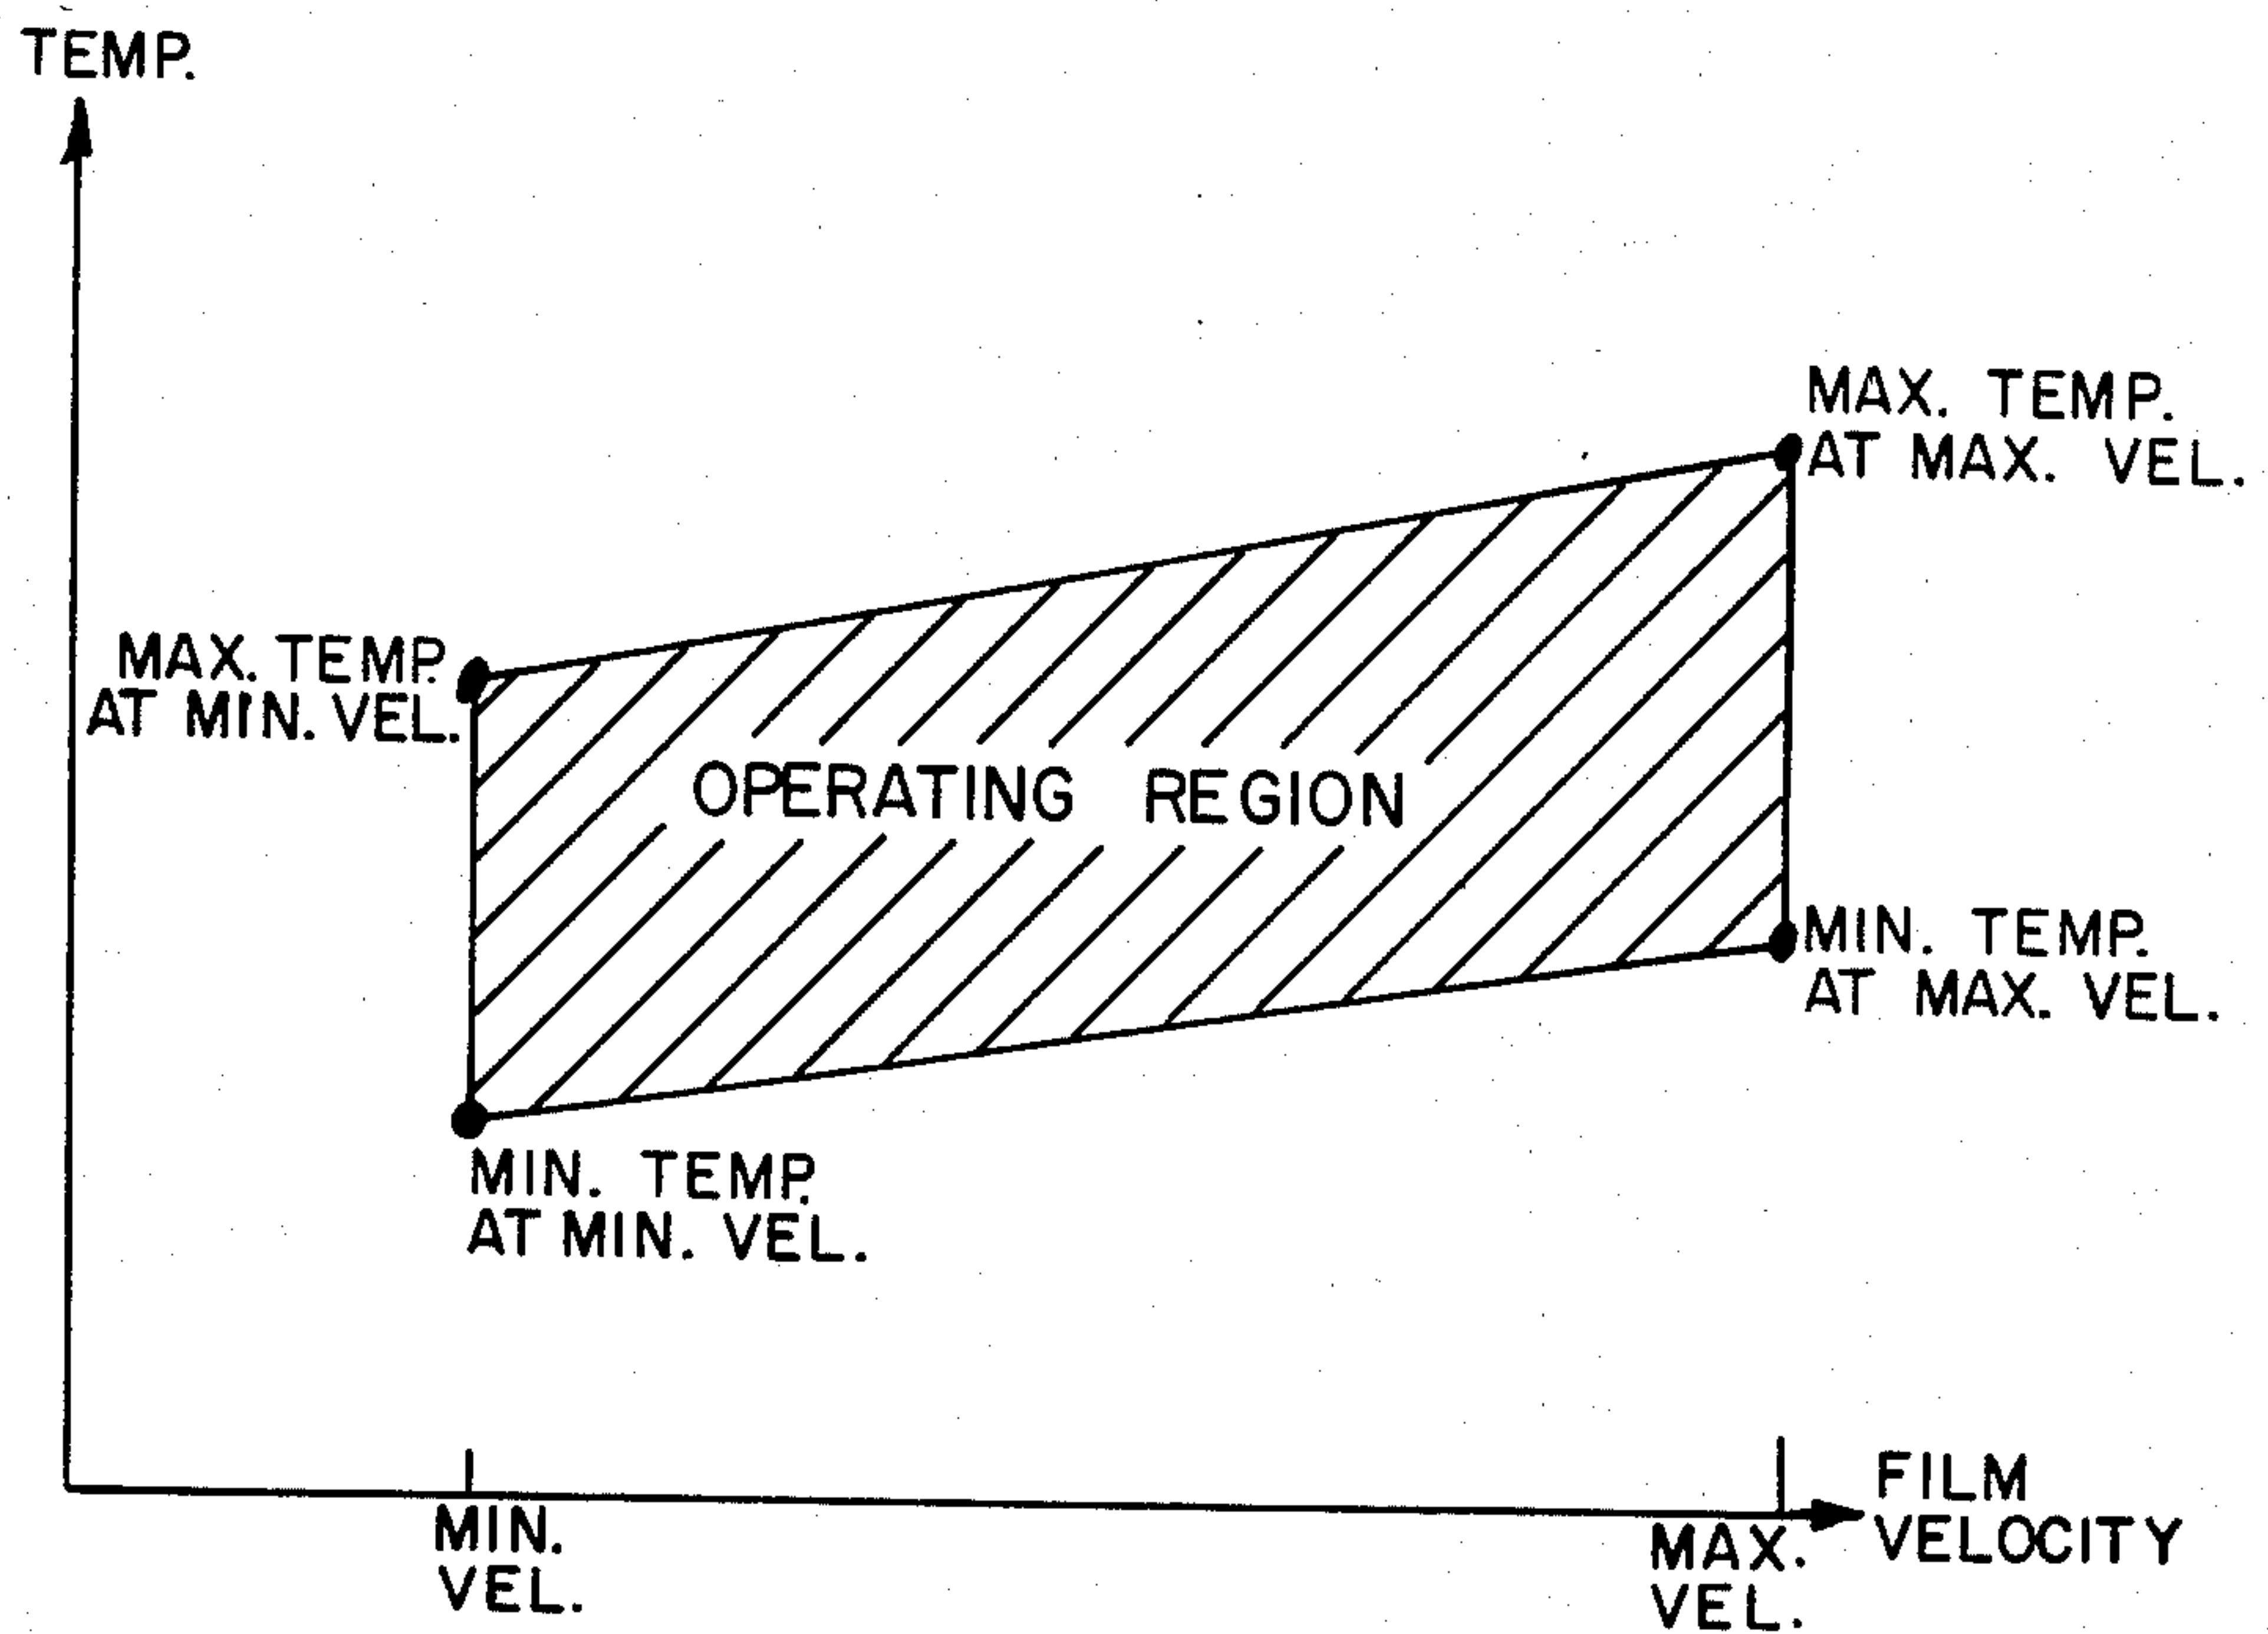 TEMP.
MAX. TEMP.
AT MAX. VEL.
MAX. TEMP.
AT MIN. VEL.
OPERATING REGION
MIN. TEMP.
AT MAX. VEL.
MIN. TEMP.
AT MIN. VEL.
FILM
VELOCITY
MIN.
VEL.
MAX.
VEL.